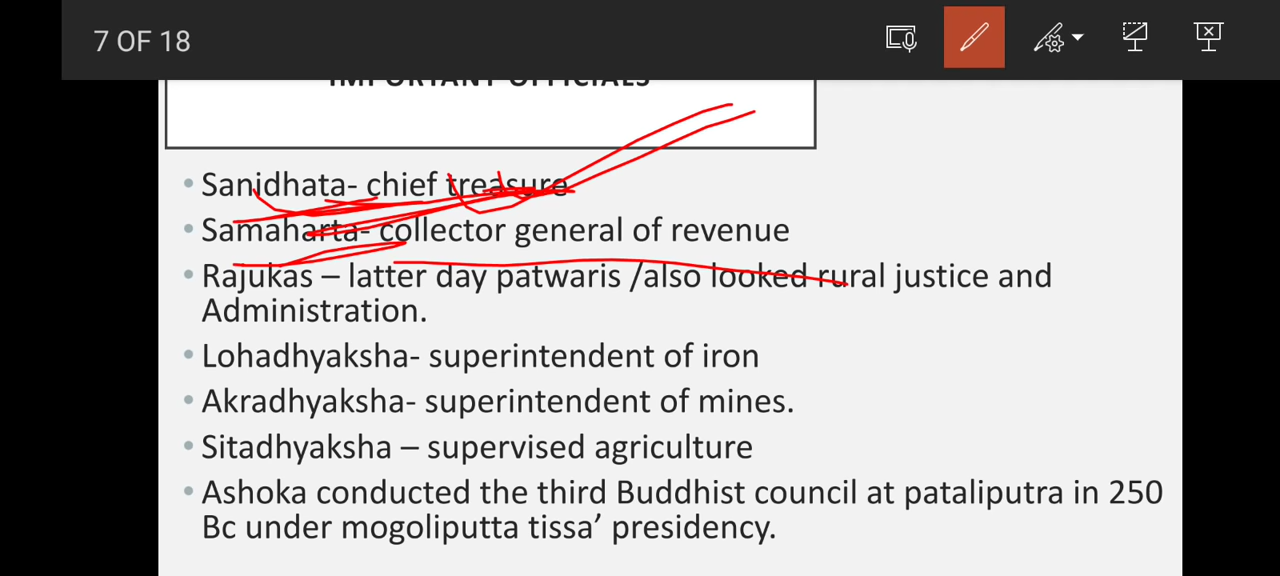 7 OF 18
IMPORTANT OFFICIALS
• Sanidhata- chief treasure
• Samaharta- collector general of revenue
• Rajukas – latter day patwaris /also looked rural justice and
Administration.
• Lohadhyaksha- superintendent of iron
• Akradhyaksha- superintendent of mines.
• Sitadhyaksha – supervised agriculture
• Ashoka conducted the third Buddhist council at pataliputra in 250
Bc under mogoliputta tissa’ presidency.